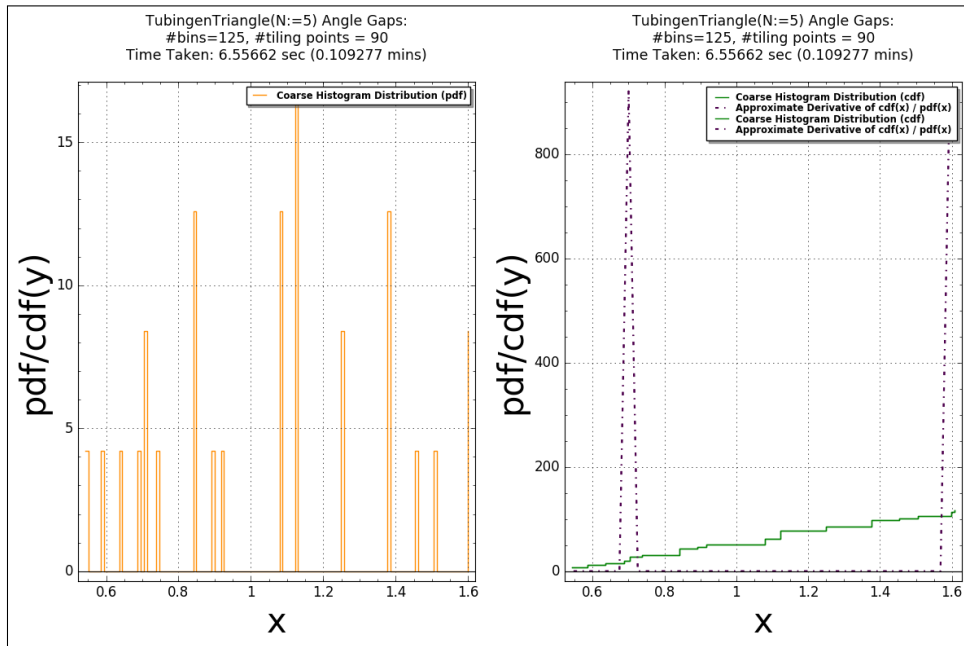 TubingenTriangle(N:=5) Angle Gaps:
#bins=125, #tiling points = 90
Time Taken: 6.55662 sec (0.109277 mins)
Coarse Histogram Distribution (pdf)
15
10
5
0
pdf/cdf(y)
0.6 0.8 1 1.2 1.4 1.6
x
TubingenTriangle(N:=5) Angle Gaps:
#bins=125, #tiling points = 90
Time Taken: 6.55662 sec (0.109277 mins)
Coarse Histogram Distribution (cdf)
Approximate Derivative of cdf(x) / pdf(x)
Coarse Histogram Distribution (cdf)
Approximate Derivative of cdf(x) / pdf(x)
800
600
400
200
0
pdf/cdf(y)
0.6 0.8 1 1.2 1.4 1.6
x